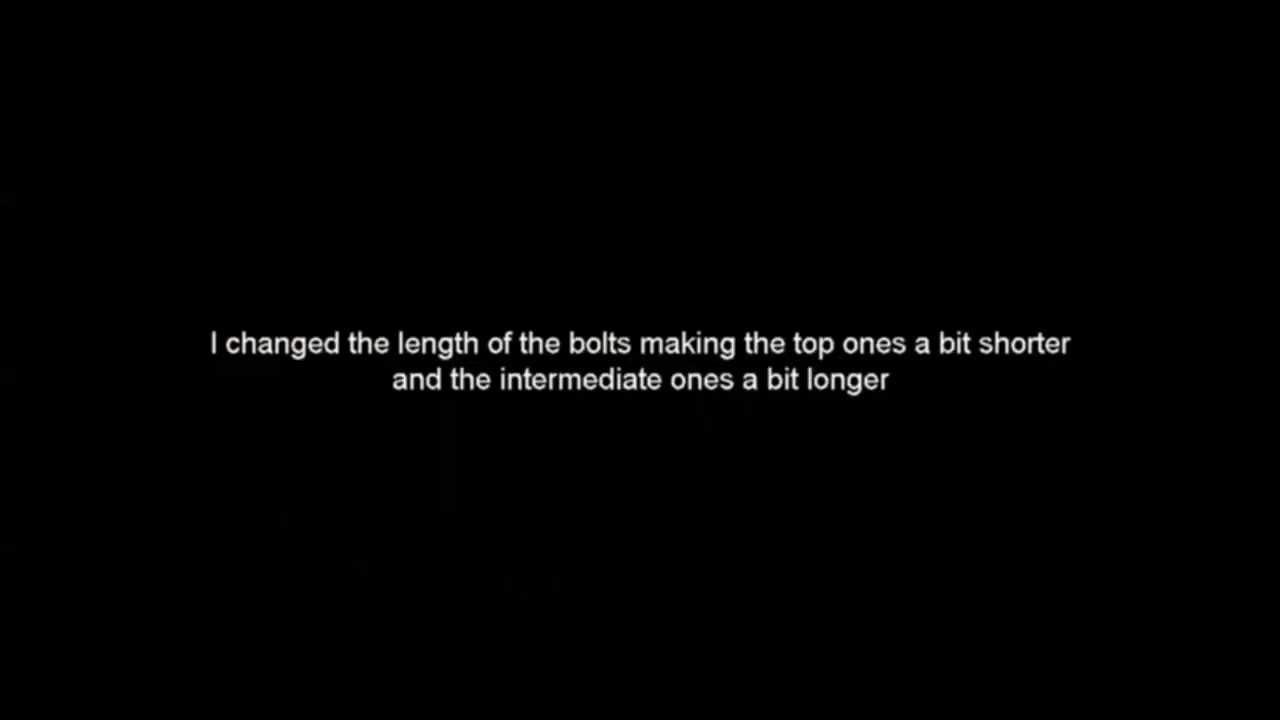 I changed the length of the bolts making the top ones a bit shorter
and the intermediate ones a bit longer